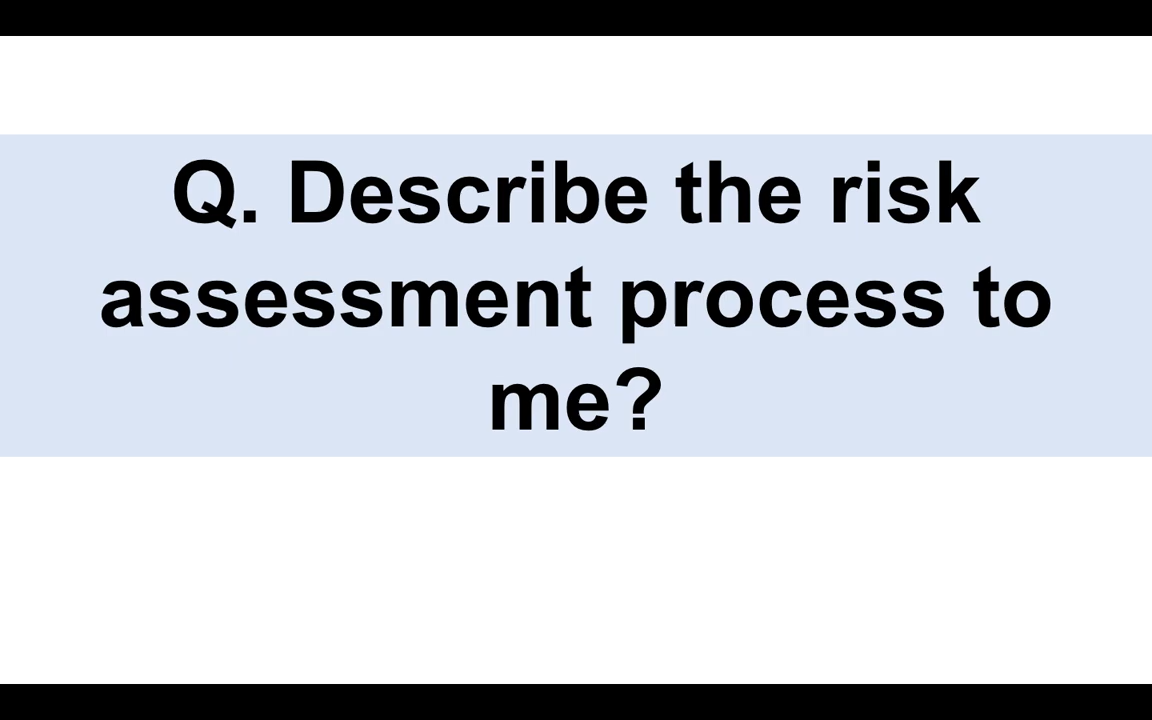 Q. Describe the risk
assessment process to
me?